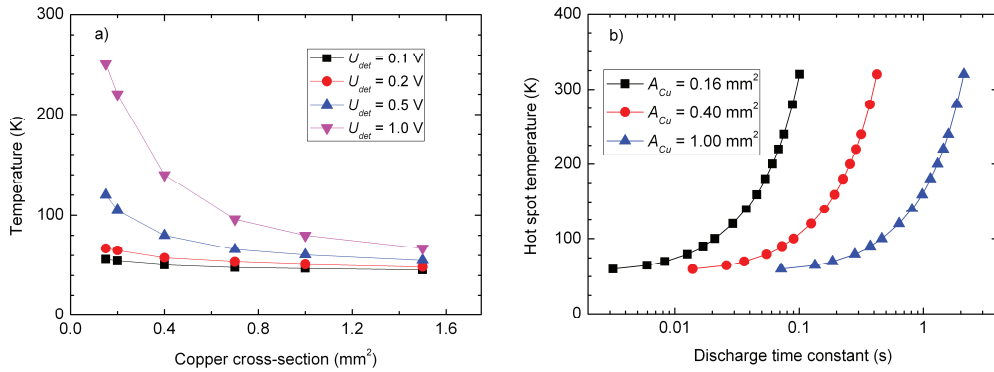 a)
U_det = 0.1 V
U_det = 0.2 V
U_det = 0.5 V
U_det = 1.0 V
300
200
100
0
Temperature (K)
0.0 0.4 0.8 1.2 1.6
Copper cross-section (mm²)
b)
A_Cu = 0.16 mm²
A_Cu = 0.40 mm²
A_Cu = 1.00 mm²
400
300
200
100
0
Hot spot temperature (K)
0.01 0.1 1
Discharge time constant (s)